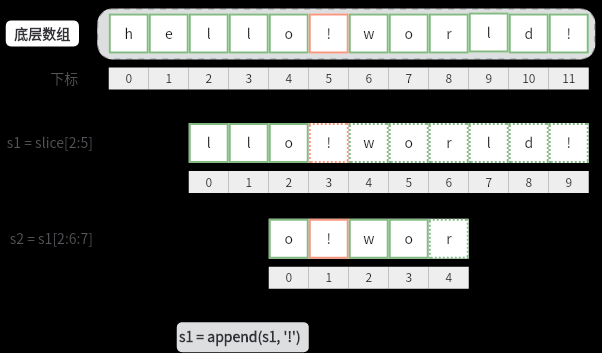 底层数组 h e l l o ! w o r l d !
下标 0 1 2 3 4 5 6 7 8 9 10 11
s1 = slice[2:5] l l o ! w o r l d !
0 1 2 3 4 5 6 7 8 9
s2 = s1[2:6:7] o ! w o r
0 1 2 3 4
s1 = append(s1, '!')